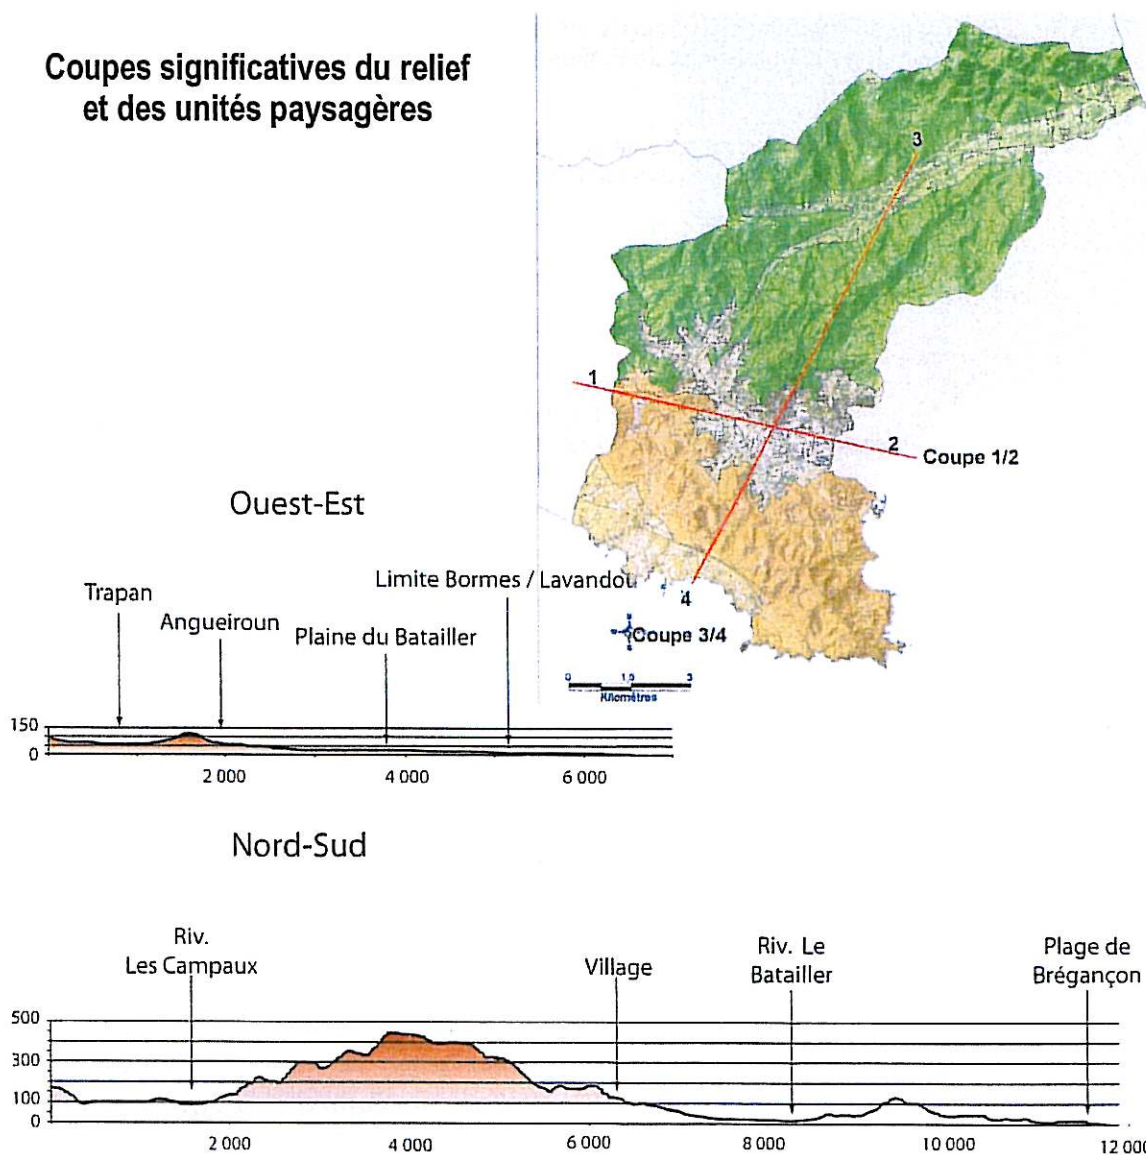 Coupes significatives du relief
et des unités paysagères
3
1
2
Coupe 1/2
4
Coupe 3/4
0
1,5
3
Kilomètres
Ouest-Est
Trapan
Angueiroun
Plaine du Batailler
Limite Bormes / Lavandou
150
0
2 000
4 000
6 000
Nord-Sud
Riv.
Les Campaux
Village
Riv. Le
Batailler
Plage de
Brégançon
500
300
100
0
2 000
4 000
6 000
8 000
10 000
12 000